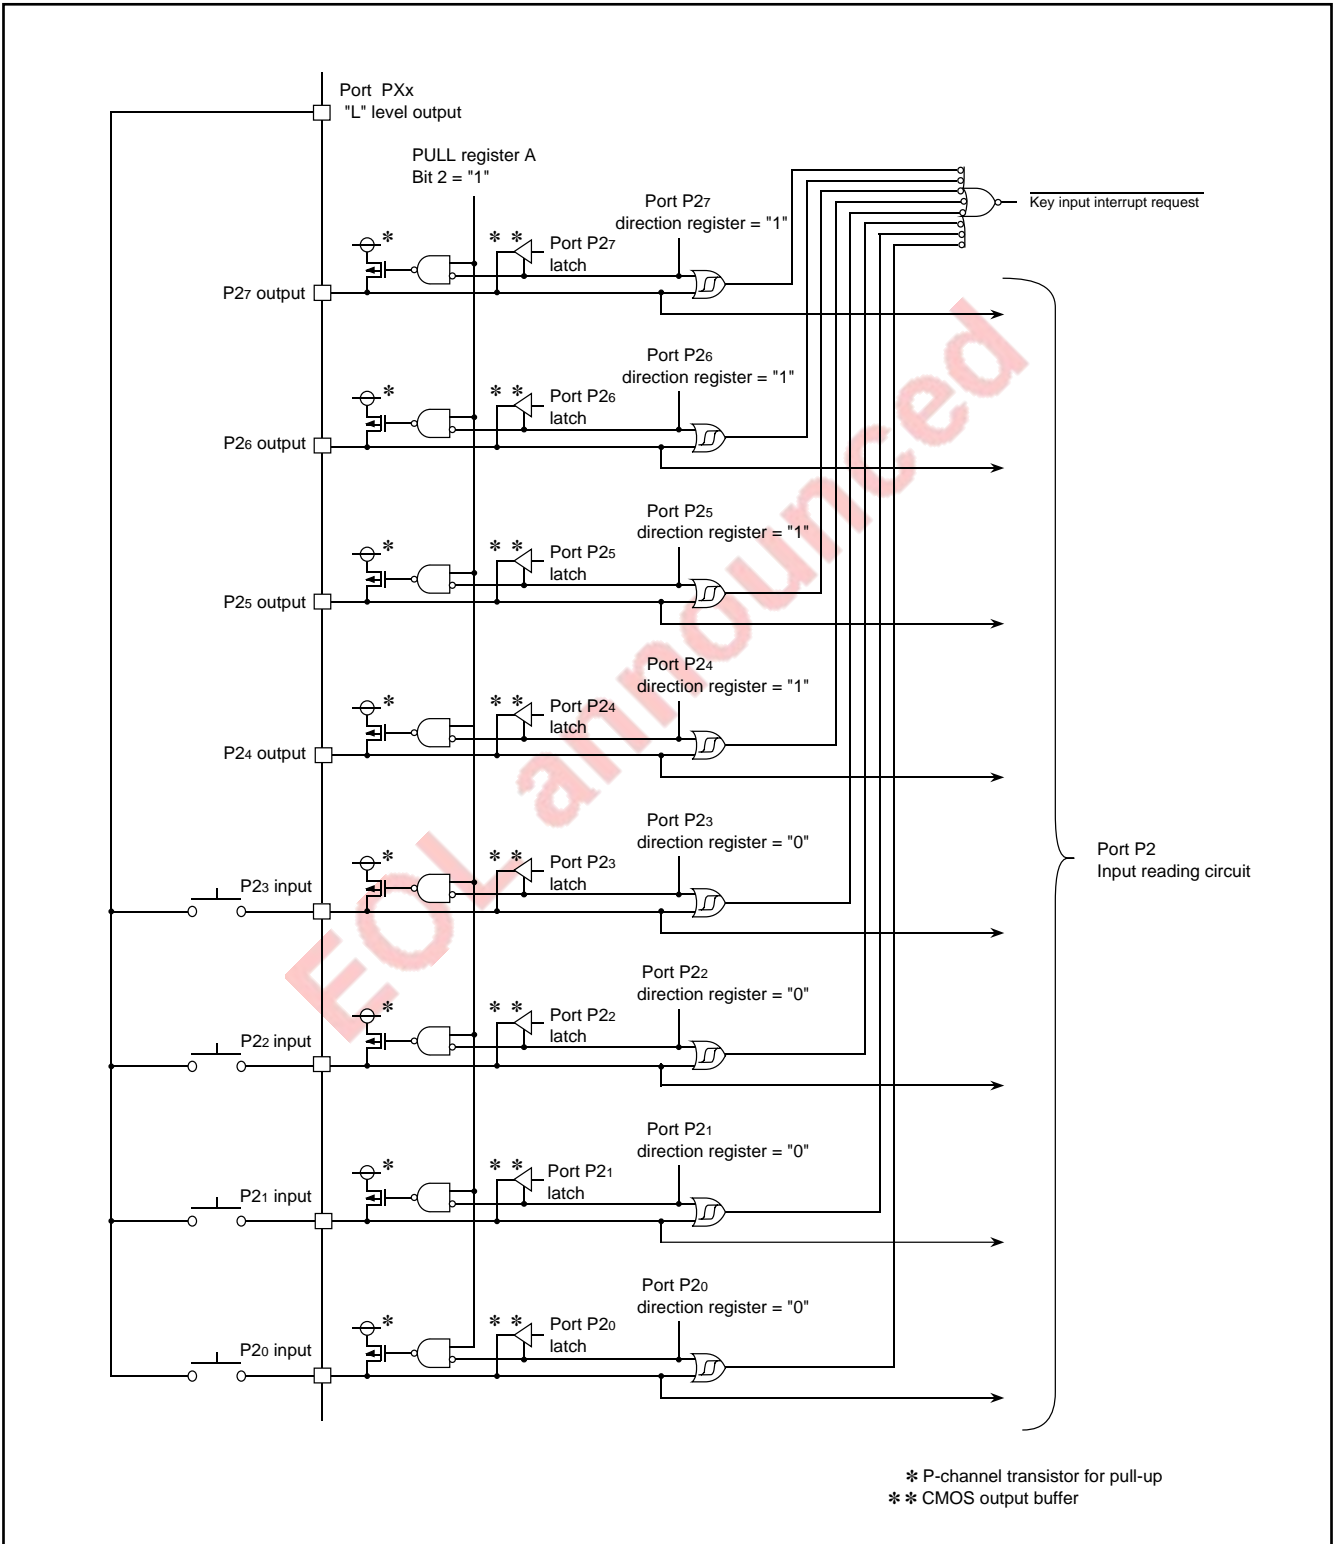 Port PXx
"L" level output
PULL register A
Bit 2 = "1"
Port P27
direction register = "1"
Key input interrupt request
*
* *
Port P27
latch
P27 output
Port P26
direction register = "1"
*
* *
Port P26
latch
P26 output
Port P25
direction register = "1"
*
* *
Port P25
latch
P25 output
Port P24
direction register = "1"
*
* *
Port P24
latch
P24 output
Port P23
direction register = "0"
*
* *
Port P23
latch
P23 input
Port P2
Input reading circuit
Port P22
direction register = "0"
*
* *
Port P22
latch
P22 input
Port P21
direction register = "0"
*
* *
Port P21
latch
P21 input
Port P20
direction register = "0"
*
* *
Port P20
latch
P20 input
* P-channel transistor for pull-up
* * CMOS output buffer
EOL announced